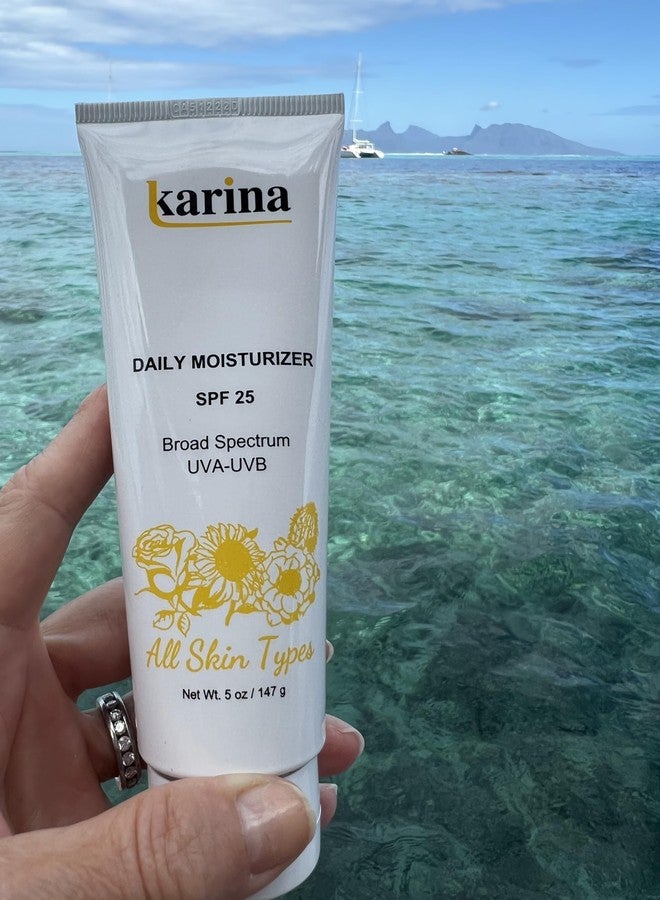 karina
DAILY MOISTURIZER
SPF 25
Broad Spectrum
UVA-UVB
All Skin Types
Net Wt. 5 oz / 147 g